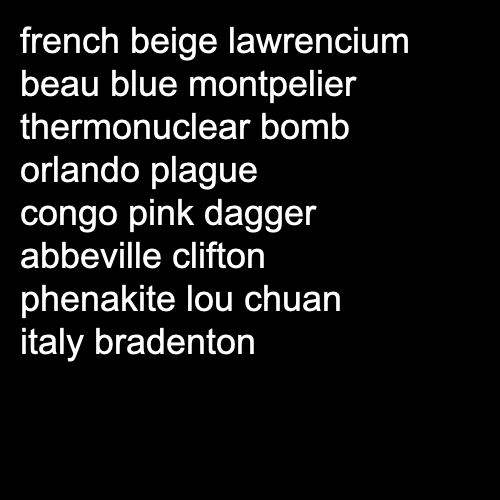 french beige lawrencium
beau blue montpelier
thermonuclear bomb
orlando plague
congo pink dagger
abbeville clifton
phenakite lou chuan
italy bradenton